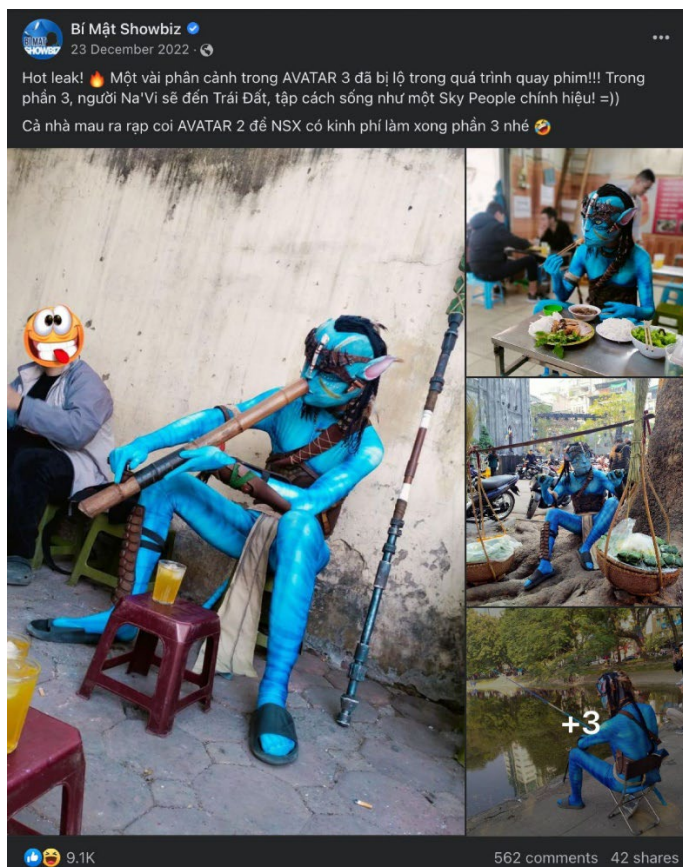 Bí Mật Showbiz
23 December 2022 ·
BÍ MẬT
SHOWBIZ
Hot leak! 🔥 Một vài phân cảnh trong AVATAR 3 đã bị lộ trong quá trình quay phim!!! Trong
phần 3, người Na'Vi sẽ đến Trái Đất, tập cách sống như một Sky People chính hiệu! =))
Cả nhà mau ra rạp coi AVATAR 2 để NSX có kinh phí làm xong phần 3 nhé 🤣
+3
9.1K
562 comments 42 shares